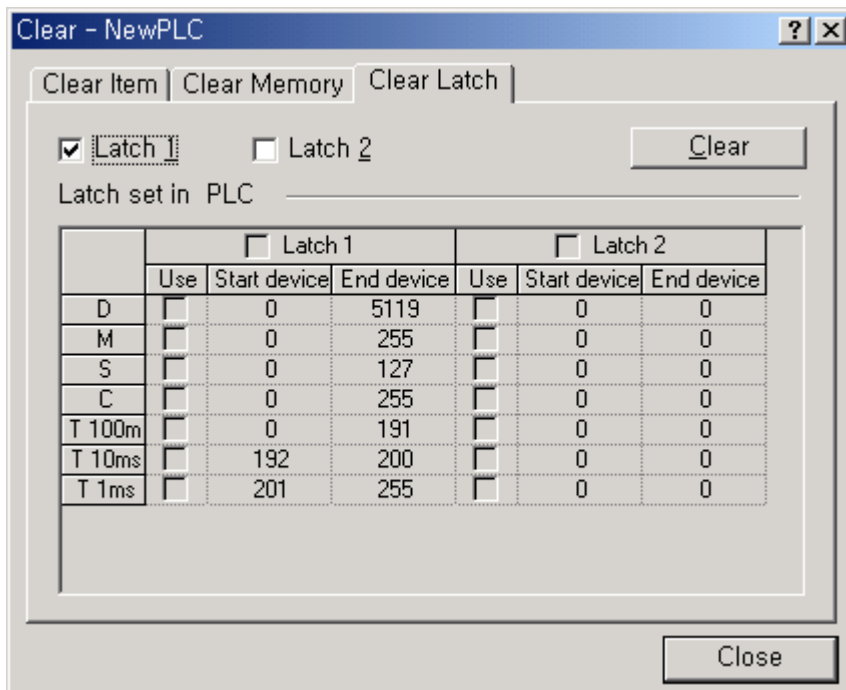 Clear - NewPLC
Clear Item Clear Memory Clear Latch
Latch 1 Latch 2 Clear
Latch set in PLC
Latch 1 Latch 2
Use Start device End device Use Start device End device
D 0 5119 0 0
M 0 255 0 0
S 0 127 0 0
C 0 255 0 0
T 100m 0 191 0 0
T 10ms 192 200 0 0
T 1ms 201 255 0 0
Close